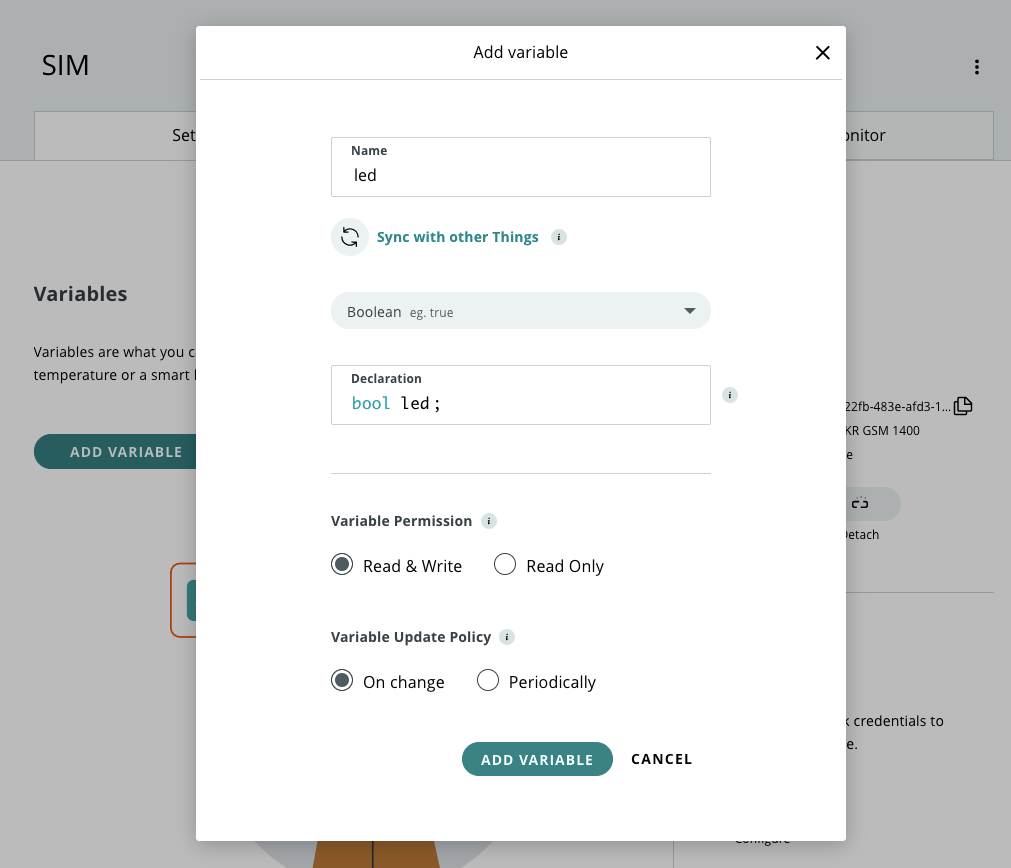 Add variable
SIM
Set
onitor
Name
led
Sync with other Things i
Variables
Boolean eg. true
Variables are what you c
temperature or a smart
Declaration
bool led;
i
22fb-483e-afd3-1...
KR GSM 1400
e
ADD VARIABLE
Detach
Variable Permission i
Read & Write Read Only
Variable Update Policy i
On change Periodically
k credentials to
e.
ADD VARIABLE CANCEL
Configure